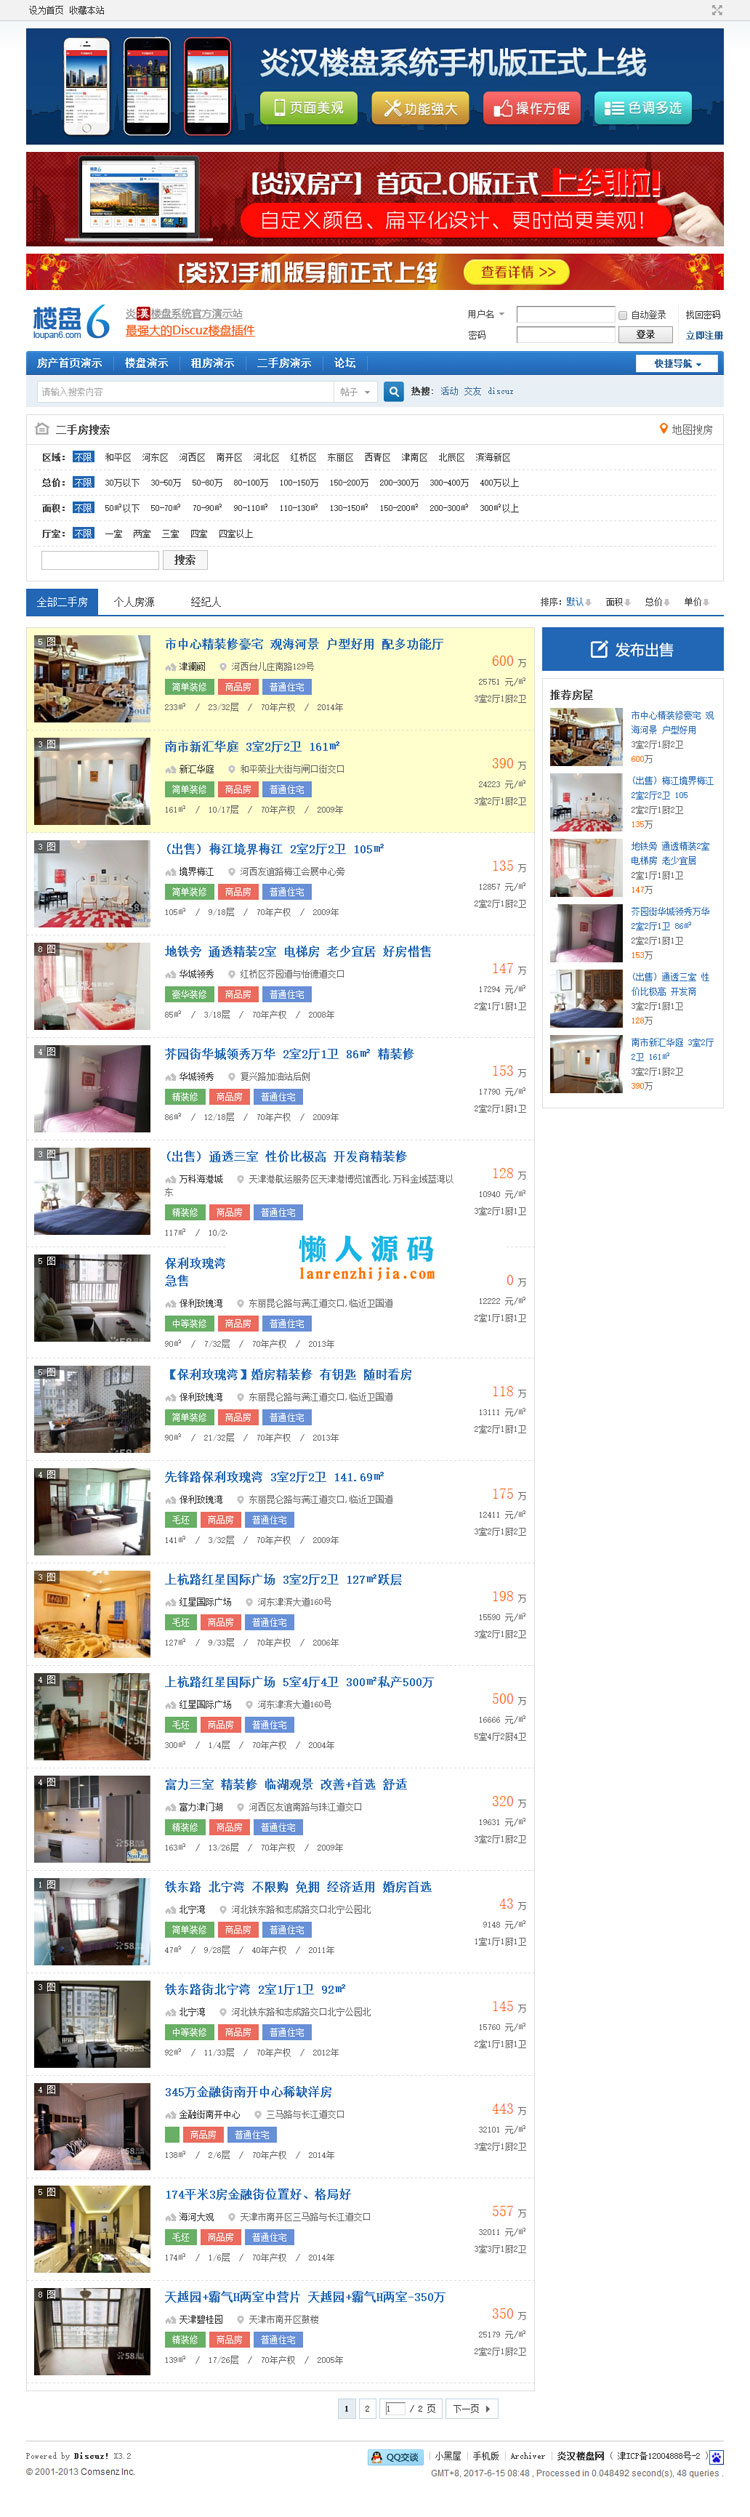 设为首页 收藏本站
炎汉楼盘系统手机版正式上线
页面美观 功能強大 操作方便 色调多选
【炎汉房产】首页2.0版正式上线啦!
自定义颜色、扁平化设计、更时尚更美观!
【炎汉】手机版导航正式上线 查看详情 >>
楼盘6 loupan6.com
炎漢楼盘系统官方演示站
最强大的Discuz楼盘插件
用户名 自动登录 找回密码
密码 登录 立即注册
房产首页演示 楼盘演示 租房演示 二手房演示 论坛 快捷导航
请输入搜索内容 帖子 热搜: 活动 交友 discuz
二手房搜索 地图搜房
区域: 不限 和平区 河东区 河西区 南开区 河北区 红桥区 东丽区 西青区 津南区 北辰区 滨海新区
总价: 不限 30万以下 30-50万 50-80万 80-100万 100-150万 150-200万 200-300万 300-400万 400万以上
面积: 不限 50㎡以下 50-70㎡ 70-90㎡ 90-110㎡ 110-130㎡ 130-150㎡ 150-200㎡ 200-300㎡ 300㎡以上
厅室: 不限 一室 两室 三室 四室 四室以上
搜索
全部二手房 个人房源 经纪人 排序: 默认 面积 总价 单价
5 图
市中心精装修豪宅 观海河景 户型好用 配多功能厅
津澜阙 河西台儿庄南路129号
简单装修 商品房 普通住宅
233㎡ / 23/32层 / 70年产权 / 2014年
600 万
25751 元/㎡
3室2厅1厨2卫
3 图
南市新汇华庭 3室2厅2卫 161㎡
新汇华庭 和平荣业大街与闸口街交口
简单装修 商品房 普通住宅
161㎡ / 10/17层 / 70年产权 / 2009年
390 万
24223 元/㎡
3室2厅1厨2卫
3 图
(出售) 梅江境界梅江 2室2厅2卫 105㎡
境界梅江 河西友谊路梅江会展中心旁
简单装修 商品房 普通住宅
105㎡ / 9/18层 / 70年产权 / 2009年
135 万
12857 元/㎡
2室2厅1厨2卫
8 图
地铁旁 通透精装2室 电梯房 老少宜居 好房惜售
华城领秀 红桥区芥园道与怡德道交口
豪华装修 商品房 普通住宅
85㎡ / 3/18层 / 70年产权 / 2008年
147 万
17294 元/㎡
2室1厅1厨1卫
4 图
芥园街华城领秀万华 2室2厅1卫 86㎡ 精装修
华城领秀 复兴路加油站后侧
精装修 商品房 普通住宅
86㎡ / 12/18层 / 70年产权 / 2009年
153 万
17790 元/㎡
2室2厅1厨1卫
3 图
(出售) 通透三室 性价比极高 开发商精装修
万科海港城 天津港航运服务区天津港博览馆西北,万科金域蓝湾以东
精装修 商品房 普通住宅
117㎡ / 10/2
128 万
10940 元/㎡
3室2厅1厨1卫
懒人源码
lanrenzhijia.com
5 图
保利玫瑰湾
急售
保利玫瑰湾 东丽昆仑路与满江道交口,临近卫国道
中等装修 商品房 普通住宅
90㎡ / 7/32层 / 70年产权 / 2013年
0 万
12222 元/㎡
2室1厅1厨1卫
5 图
【保利玫瑰湾】婚房精装修 有钥匙 随时看房
保利玫瑰湾 东丽昆仑路与满江道交口,临近卫国道
简单装修 商品房 普通住宅
90㎡ / 21/32层 / 70年产权 / 2013年
118 万
13111 元/㎡
2室2厅1厨1卫
4 图
先锋路保利玫瑰湾 3室2厅2卫 141.69㎡
保利玫瑰湾 东丽昆仑路与满江道交口,临近卫国道
毛坯 商品房 普通住宅
141㎡ / 3/32层 / 70年产权 / 2009年
175 万
12411 元/㎡
3室2厅1厨2卫
3 图
上杭路红星国际广场 3室2厅2卫 127㎡跃层
红星国际广场 河东津滨大道160号
毛坯 商品房 普通住宅
127㎡ / 9/33层 / 70年产权 / 2006年
198 万
15590 元/㎡
3室2厅1厨2卫
4 图
上杭路红星国际广场 5室4厅4卫 300㎡私产500万
红星国际广场 河东津滨大道160号
毛坯 商品房 普通住宅
300㎡ / 1/4层 / 70年产权 / 2004年
500 万
16666 元/㎡
5室4厅2厨4卫
4 图
富力三室 精装修 临湖观景 改善+首选 舒适
富力津门湖 河西区友谊南路与珠江道交口
精装修 商品房 普通住宅
163㎡ / 13/26层 / 70年产权 / 2009年
320 万
19631 元/㎡
3室2厅1厨2卫
1 图
铁东路 北宁湾 不限购 免拥 经济适用 婚房首选
北宁湾 河北铁东路和志成路交口北宁公园北
简单装修 商品房 普通住宅
47㎡ / 9/28层 / 40年产权 / 2011年
43 万
9148 元/㎡
1室1厅1厨1卫
3 图
铁东路街北宁湾 2室1厅1卫 92㎡
北宁湾 河北铁东路和志成路交口北宁公园北
中等装修 商品房 普通住宅
92㎡ / 11/33层 / 70年产权 / 2012年
145 万
15760 元/㎡
2室1厅1厨1卫
4 图
345万金融街南开中心稀缺洋房
金融街南开中心 三马路与长江道交口
商品房 普通住宅
138㎡ / 2/6层 / 70年产权 / 2014年
443 万
32101 元/㎡
3室2厅1厨2卫
5 图
174平米3房金融街位置好、格局好
海河大观 天津市南开区三马路与长江道交口
毛坯 商品房 普通住宅
174㎡ / 1/6层 / 70年产权 / 2014年
557 万
32011 元/㎡
3室3厅1厨2卫
8 图
天越园+霸气H两室中营片 天越园+霸气H两室-350万
天津碧桂园 天津市南开区鼓楼
精装修 商品房 普通住宅
139㎡ / 17/26层 / 70年产权 / 2005年
350 万
25179 元/㎡
2室2厅1厨2卫
1 2 1 / 2 页 下一页
发布出售
推荐房屋
市中心精装修豪宅 观海河景 户型好用
3室2厅1厨2卫
600万
(出售) 梅江境界梅江 2室2厅2卫 105
2室2厅1厨2卫
135万
地铁旁 通透精装2室 电梯房 老少宜居
2室1厅1厨1卫
147万
芥园街华城领秀万华 2室2厅1卫 86㎡
2室2厅1厨1卫
153万
(出售) 通透三室 性价比极高 开发商
3室2厅1厨1卫
128万
南市新汇华庭 3室2厅2卫 161㎡
3室2厅1厨2卫
390万
Powered by Discuz! X3.2
© 2001-2013 Comsenz Inc.
QQ交谈 | 小黑屋 | 手机版 | Archiver | 炎汉楼盘网 ( 津ICP备12004888号-2 )
GMT+8, 2017-6-15 08:48 , Processed in 0.048492 second(s), 48 queries .